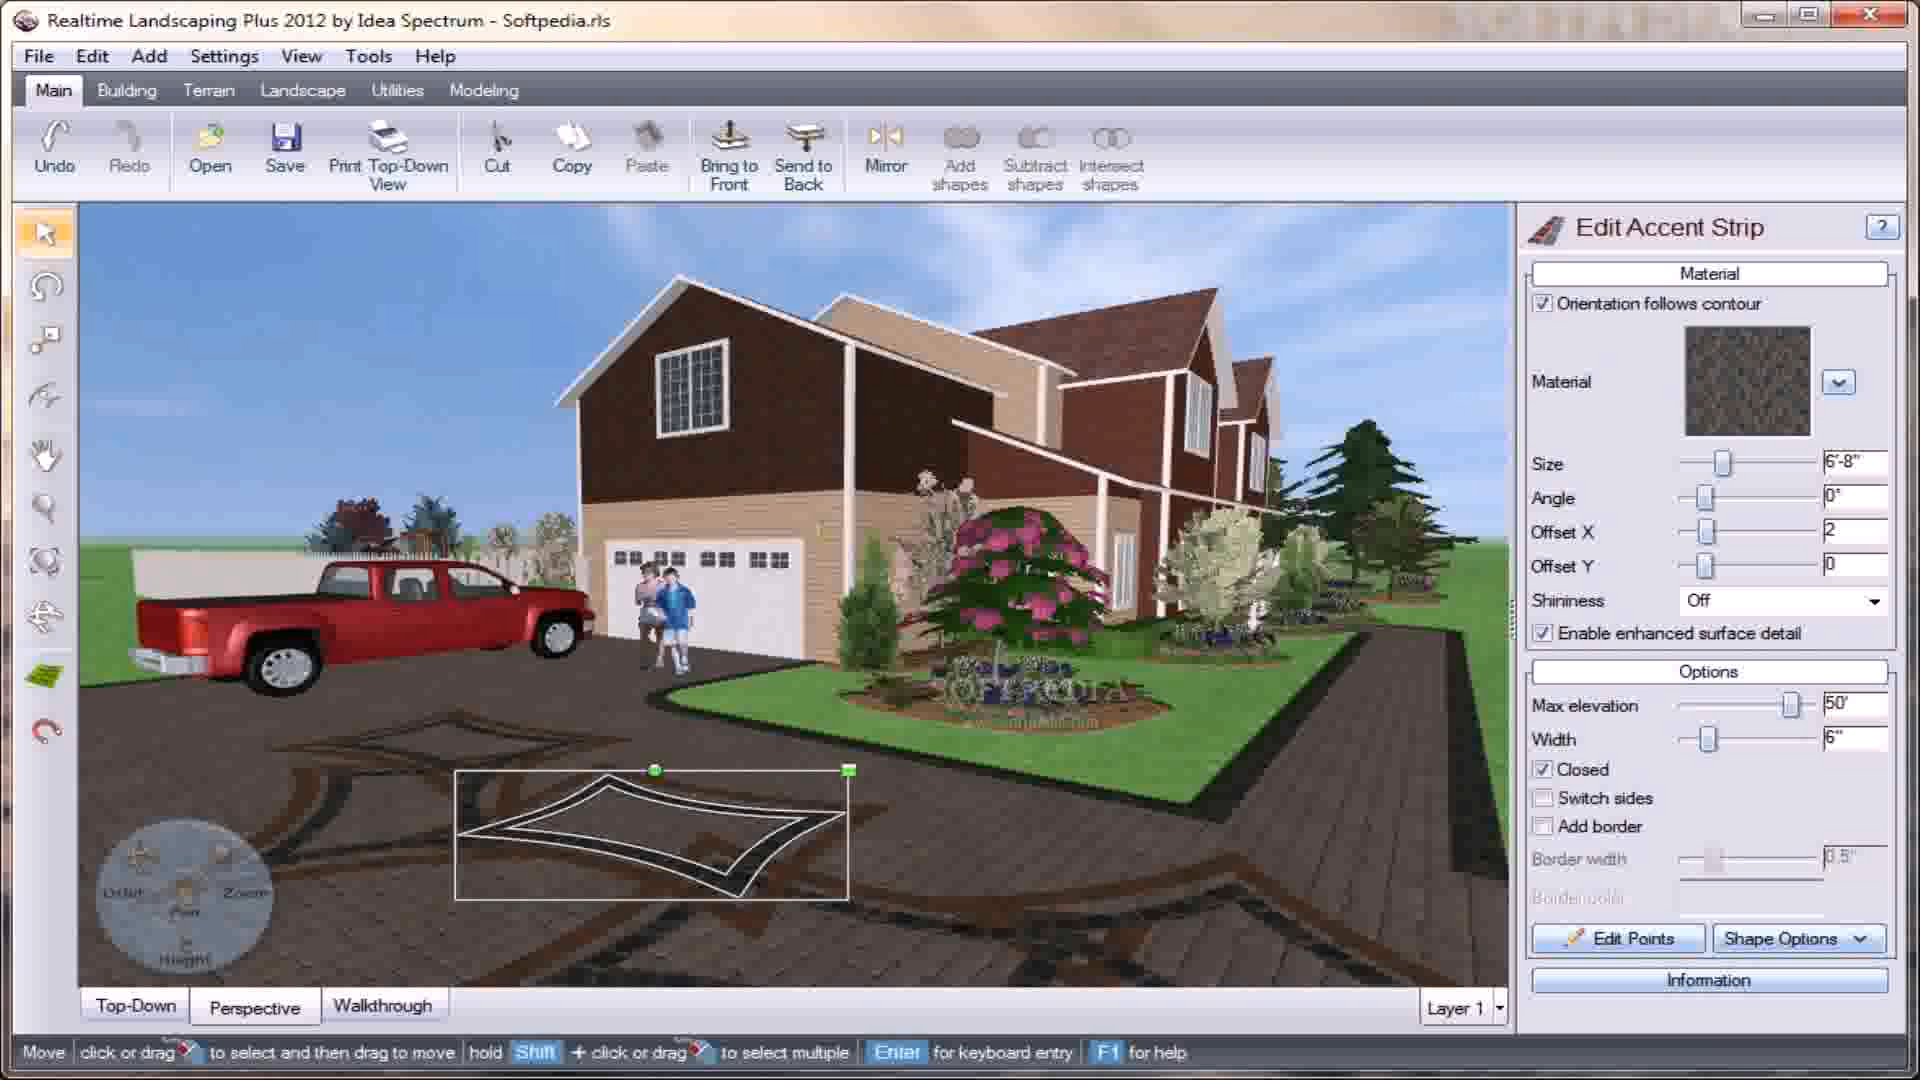 Realtime Landscaping Plus 2012 by Idea Spectrum - Softpedia.rls
File Edit Add Settings View Tools Help
Main Building Terrain Landscape Utilities Modeling
Undo Redo Open Save Print Top-Down View Cut Copy Paste Bring to Front Send to Back Mirror Add shapes Subtract shapes Intersect shapes
Edit Accent Strip ?
Material
Orientation follows contour
Material
Size 6'-8"
Angle 0°
Offset X 2
Offset Y 0
Shininess Off
Enable enhanced surface detail
Options
Max elevation 50'
Width 6"
Closed
Switch sides
Add border
Border width 0.5"
Border color
Edit Points Shape Options
Information
SOFTPEDIA
Orbit Zoom
Pan
Height
Top-Down Perspective Walkthrough Layer 1
Move click or drag to select and then drag to move hold Shift + click or drag to select multiple Enter for keyboard entry F1 for help